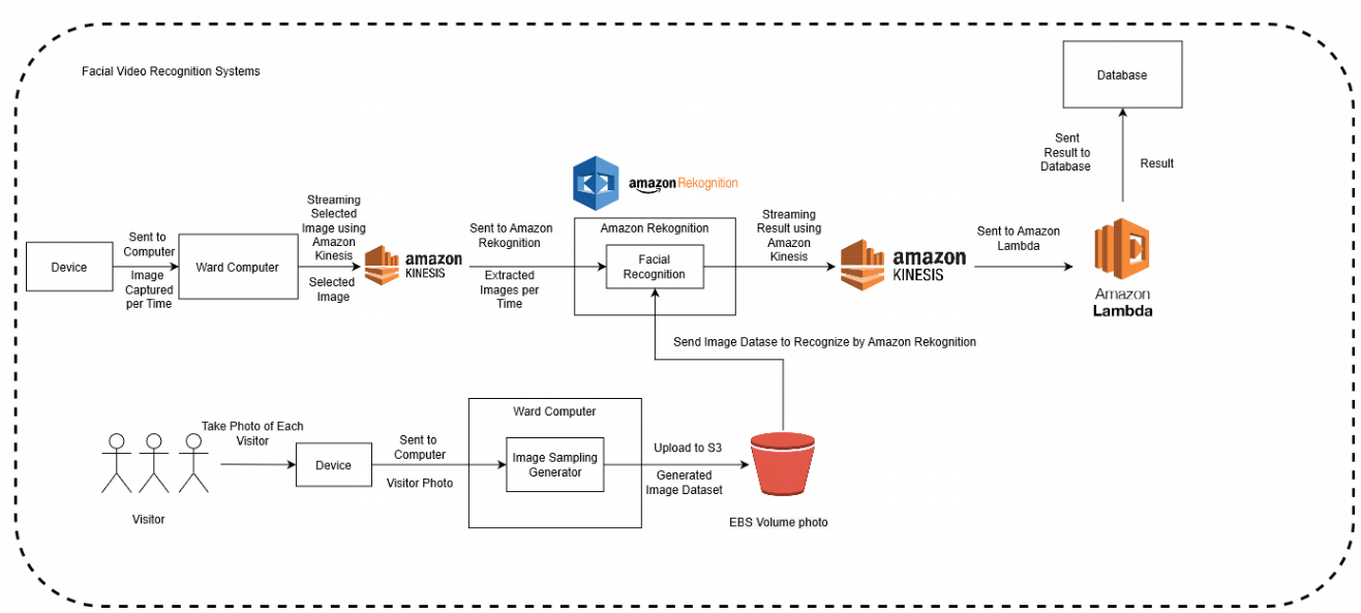 Facial Video Recognition Systems
Database
Sent
Result to
Database
Result
amazon Rekognition
Streaming
Selected
Image using
Amazon
Kinesis
Sent to Amazon
Rekognition
Amazon Rekognition
Streaming
Result using
Amazon
Kinesis
Sent to Amazon
Lambda
Device
Sent to
Computer
Image
Captured
per Time
Ward Computer
Selected
Image
amazon
KINESIS
Extracted
Images per
Time
Facial
Recognition
amazon
KINESIS
Amazon
Lambda
Send Image Datase to Recognize by Amazon Rekognition
Take Photo of Each
Visitor
Visitor
Device
Sent to
Computer
Visitor Photo
Ward Computer
Image Sampling
Generator
Upload to S3
Generated
Image Dataset
EBS Volume photo